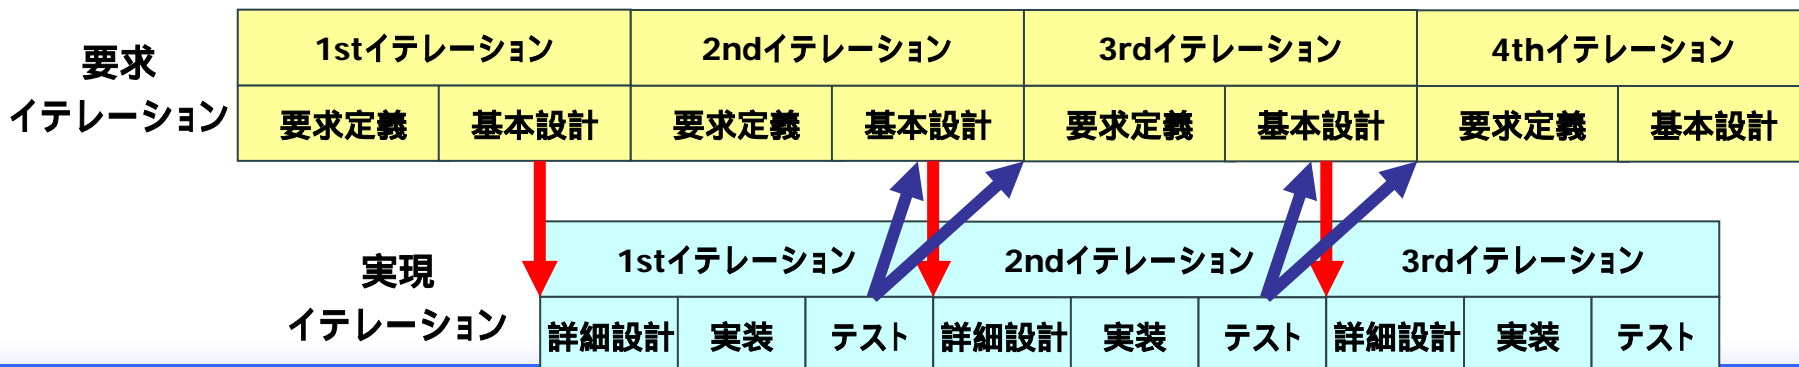 要求
イテレーション
1stイテレーション 2ndイテレーション 3rdイテレーション 4thイテレーション
要求定義 基本設計 要求定義 基本設計 要求定義 基本設計 要求定義 基本設計
実現
イテレーション
1stイテレーション 2ndイテレーション 3rdイテレーション
詳細設計 実装 テスト 詳細設計 実装 テスト 詳細設計 実装 テスト